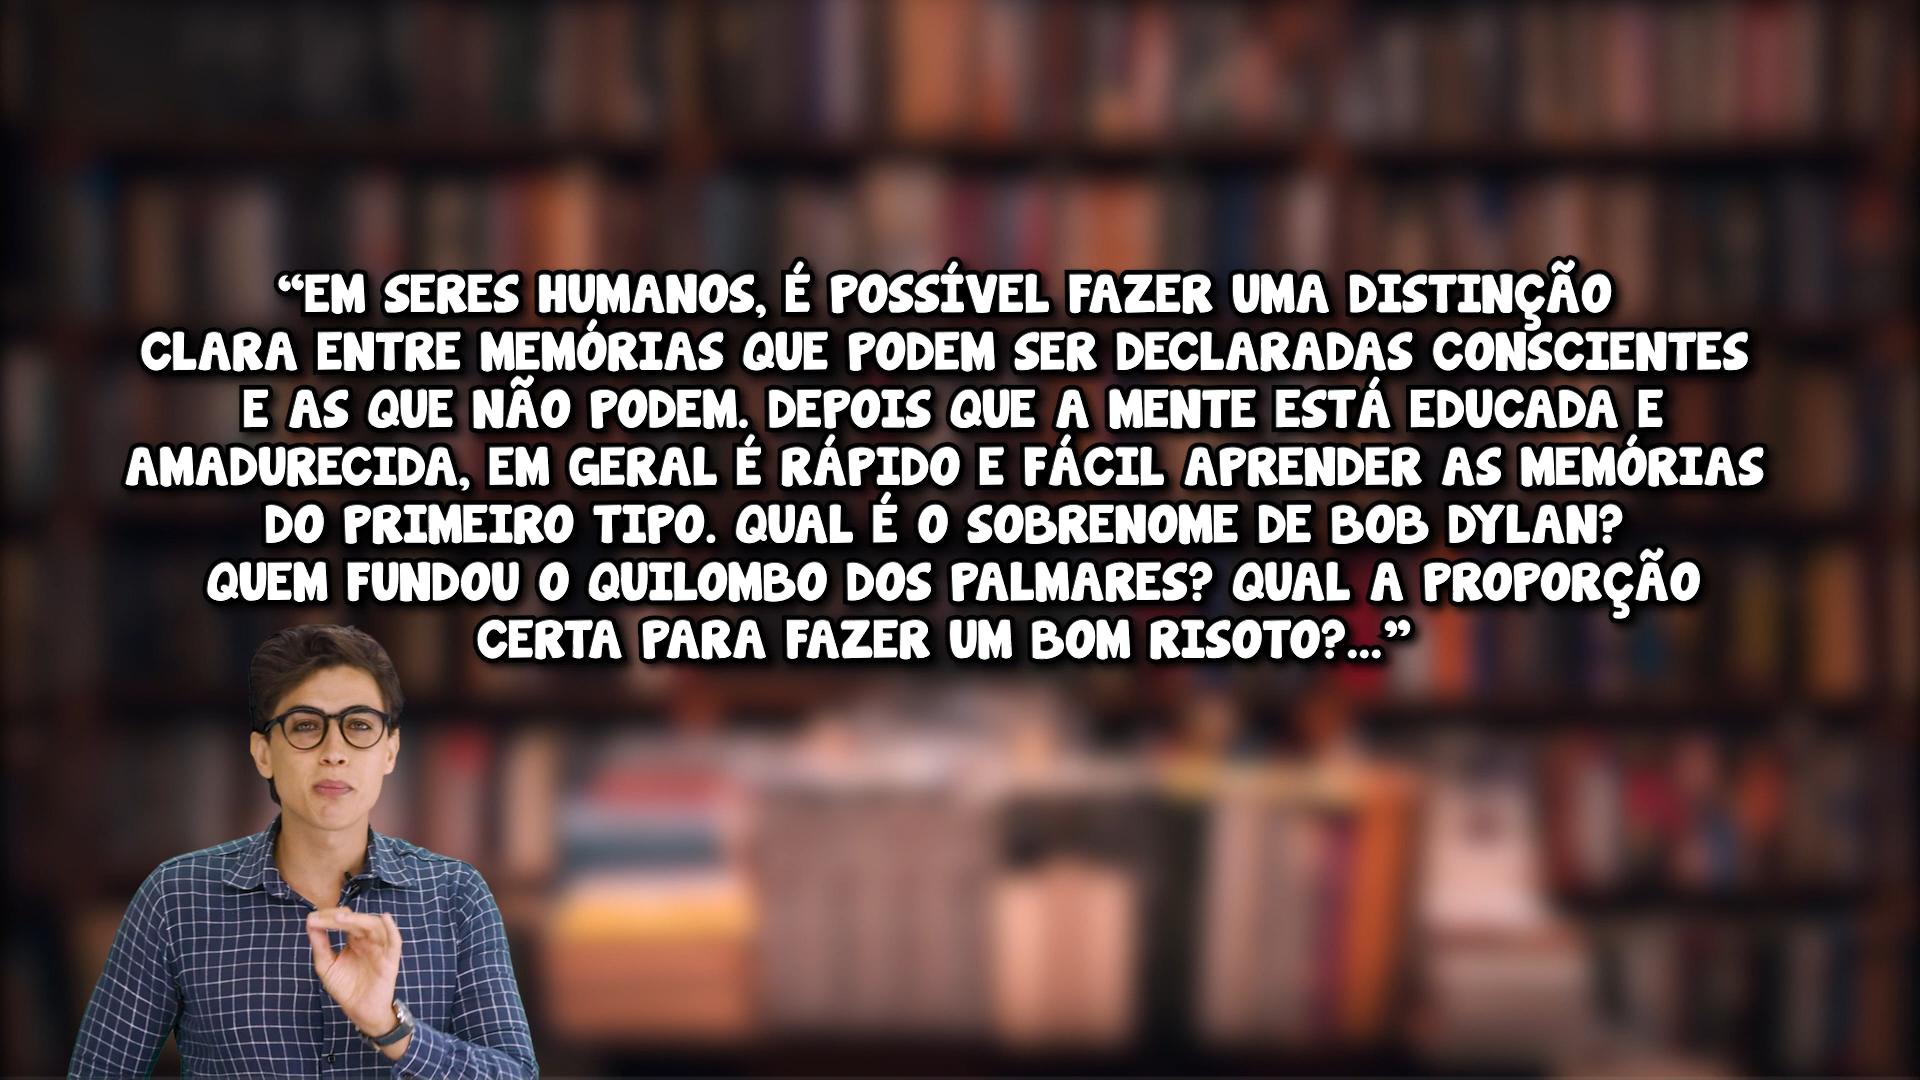 “EM SERES HUMANOS, É POSSÍVEL FAZER UMA DISTINÇÃO
CLARA ENTRE MEMÓRIAS QUE PODEM SER DECLARADAS CONSCIENTES
E AS QUE NÃO PODEM. DEPOIS QUE A MENTE ESTÁ EDUCADA E
AMADURECIDA, EM GERAL É RÁPIDO E FÁCIL APRENDER AS MEMÓRIAS
DO PRIMEIRO TIPO. QUAL É O SOBRENOME DE BOB DYLAN?
QUEM FUNDOU O QUILOMBO DOS PALMARES? QUAL A PROPORÇÃO
CERTA PARA FAZER UM BOM RISOTO?...”